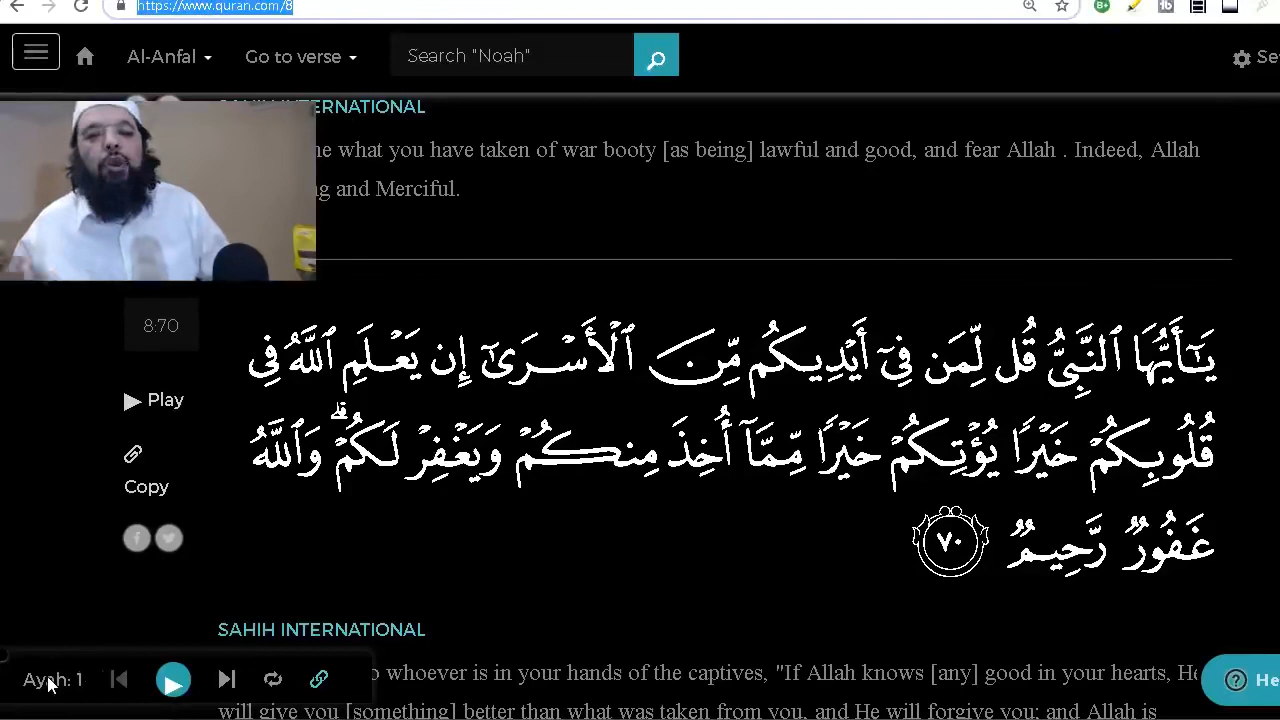 https://www.quran.com/8
Al-Anfal
Go to verse
Search "Noah"
INTERNATIONAL
what you have taken of war booty [as being] lawful and good, and fear Allah . Indeed, Allah
and Merciful.
8:70
Play
Copy
يَـٰٓأَيُّهَا ٱلنَّبِىُّ قُل لِّمَن فِىٓ أَيْدِيكُم مِّنَ ٱلْأَسْرَىٰٓ إِن يَعْلَمِ ٱللَّهُ فِى
قُلُوبِكُمْ خَيْرًا يُؤْتِكُمْ خَيْرًا مِّمَّآ أُخِذَ مِنكُمْ وَيَغْفِرْ لَكُمْ ۗ وَٱللَّهُ
غَفُورٌ رَّحِيمٌ ٧٠
SAHIH INTERNATIONAL
whoever is in your hands of the captives, "If Allah knows [any] good in your hearts, He
will give you [something] better than what was taken from you, and He will forgive you; and Allah is
Ayah: 1